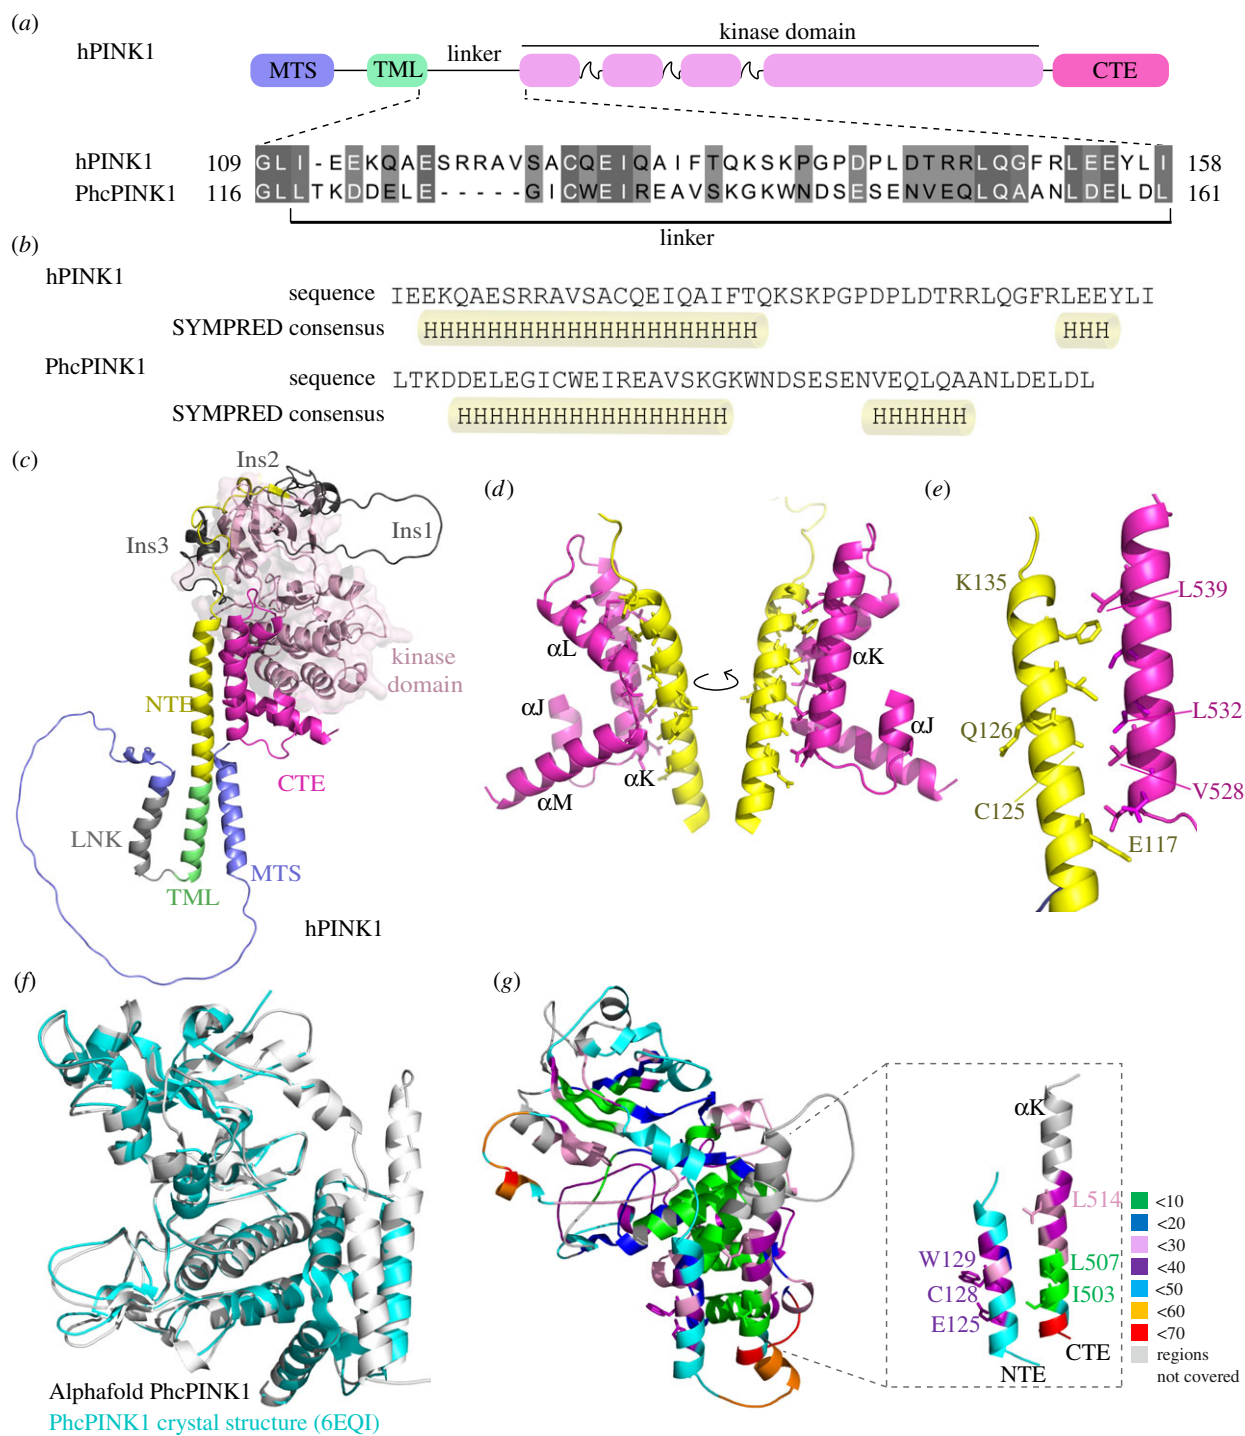 (a)
hPINK1
MTS
TML
linker
kinase domain
CTE
hPINK1 109 GLI-EEKQAESRRAVSACQEIQAIFTQKSKPGPDPLDTRRLQGFRLEEYLI 158
PhcPINK1 116 GLLTKDDELE-----GICWEIREAVSKGKWNDSESENVEQLQAANLDELDL 161
linker
(b)
hPINK1
sequence IEEKQAESRRAVSACQEIQAIFTQKSKPGPDPLDTRRLQGFRLEEYLI
SYMPRED consensus HHHHHHHHHHHHHHHHHHHHH HHH
PhcPINK1
sequence LTKDDELEGICWEIREAVSKGKWNDSESENVEQLQAANLDELDL
SYMPRED consensus HHHHHHHHHHHHHHHHH HHHHHH
(c)
Ins2
Ins1
Ins3
kinase
domain
NTE
CTE
LNK
TML
MTS
hPINK1
(d)
αL
αK
αJ
αJ
αK
αM
(e)
K135
L539
L532
Q126
V528
C125
E117
(f)
Alphafold PhcPINK1
PhcPINK1 crystal structure (6EQI)
(g)
αK
L514
W129
L507
C128
I503
E125
CTE
NTE
<10
<20
<30
<40
<50
<60
<70
regions
not covered